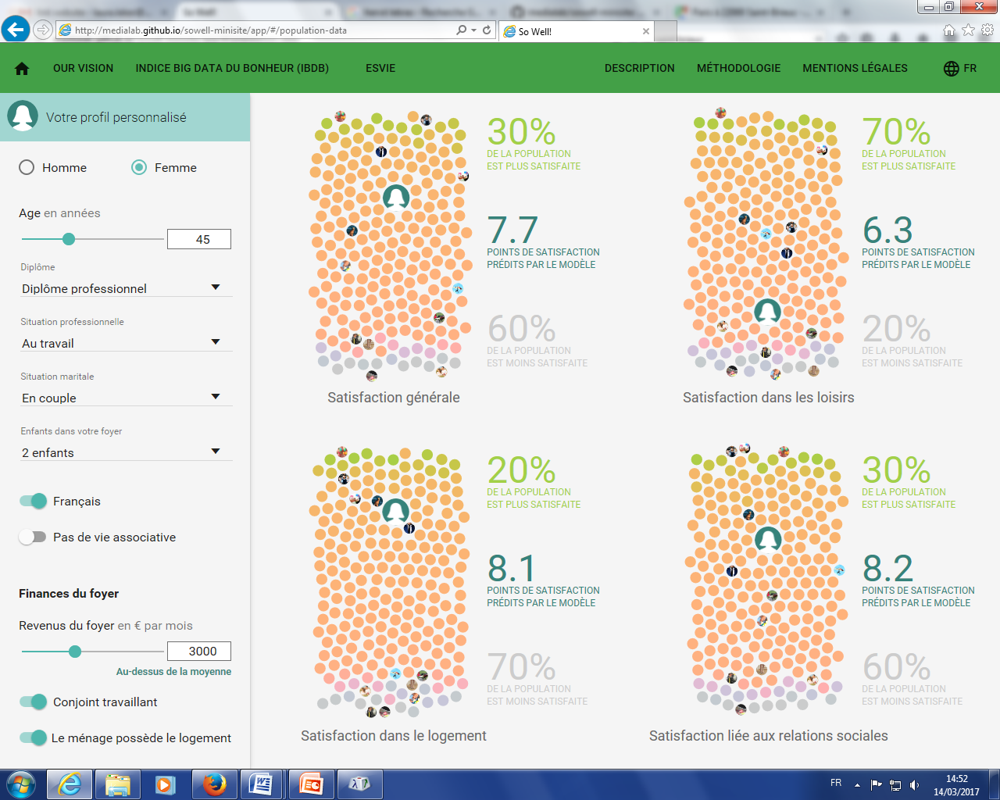 So Well!
http://medialab.github.io/sowell-minisite/app/#/population-data
So Well!
OUR VISION
INDICE BIG DATA DU BONHEUR (IBDB)
ESVIE
DESCRIPTION
MÉTHODOLOGIE
MENTIONS LÉGALES
FR
Votre profil personnalisé
Homme
Femme
Age en années
45
Diplôme
Diplôme professionnel
Situation professionnelle
Au travail
Situation maritale
En couple
Enfants dans votre foyer
2 enfants
Français
Pas de vie associative
Finances du foyer
Revenus du foyer en € par mois
3000
Au-dessus de la moyenne
Conjoint travaillant
Le ménage possède le logement
30%
DE LA POPULATION
EST PLUS SATISFAITE
7.7
POINTS DE SATISFACTION
PRÉDITS PAR LE MODÈLE
60%
DE LA POPULATION
EST MOINS SATISFAITE
Satisfaction générale
70%
DE LA POPULATION
EST PLUS SATISFAITE
6.3
POINTS DE SATISFACTION
PRÉDITS PAR LE MODÈLE
20%
DE LA POPULATION
EST MOINS SATISFAITE
Satisfaction dans les loisirs
20%
DE LA POPULATION
EST PLUS SATISFAITE
8.1
POINTS DE SATISFACTION
PRÉDITS PAR LE MODÈLE
70%
DE LA POPULATION
EST MOINS SATISFAITE
Satisfaction dans le logement
30%
DE LA POPULATION
EST PLUS SATISFAITE
8.2
POINTS DE SATISFACTION
PRÉDITS PAR LE MODÈLE
60%
DE LA POPULATION
EST MOINS SATISFAITE
Satisfaction liée aux relations sociales
FR
14:52
14/03/2017